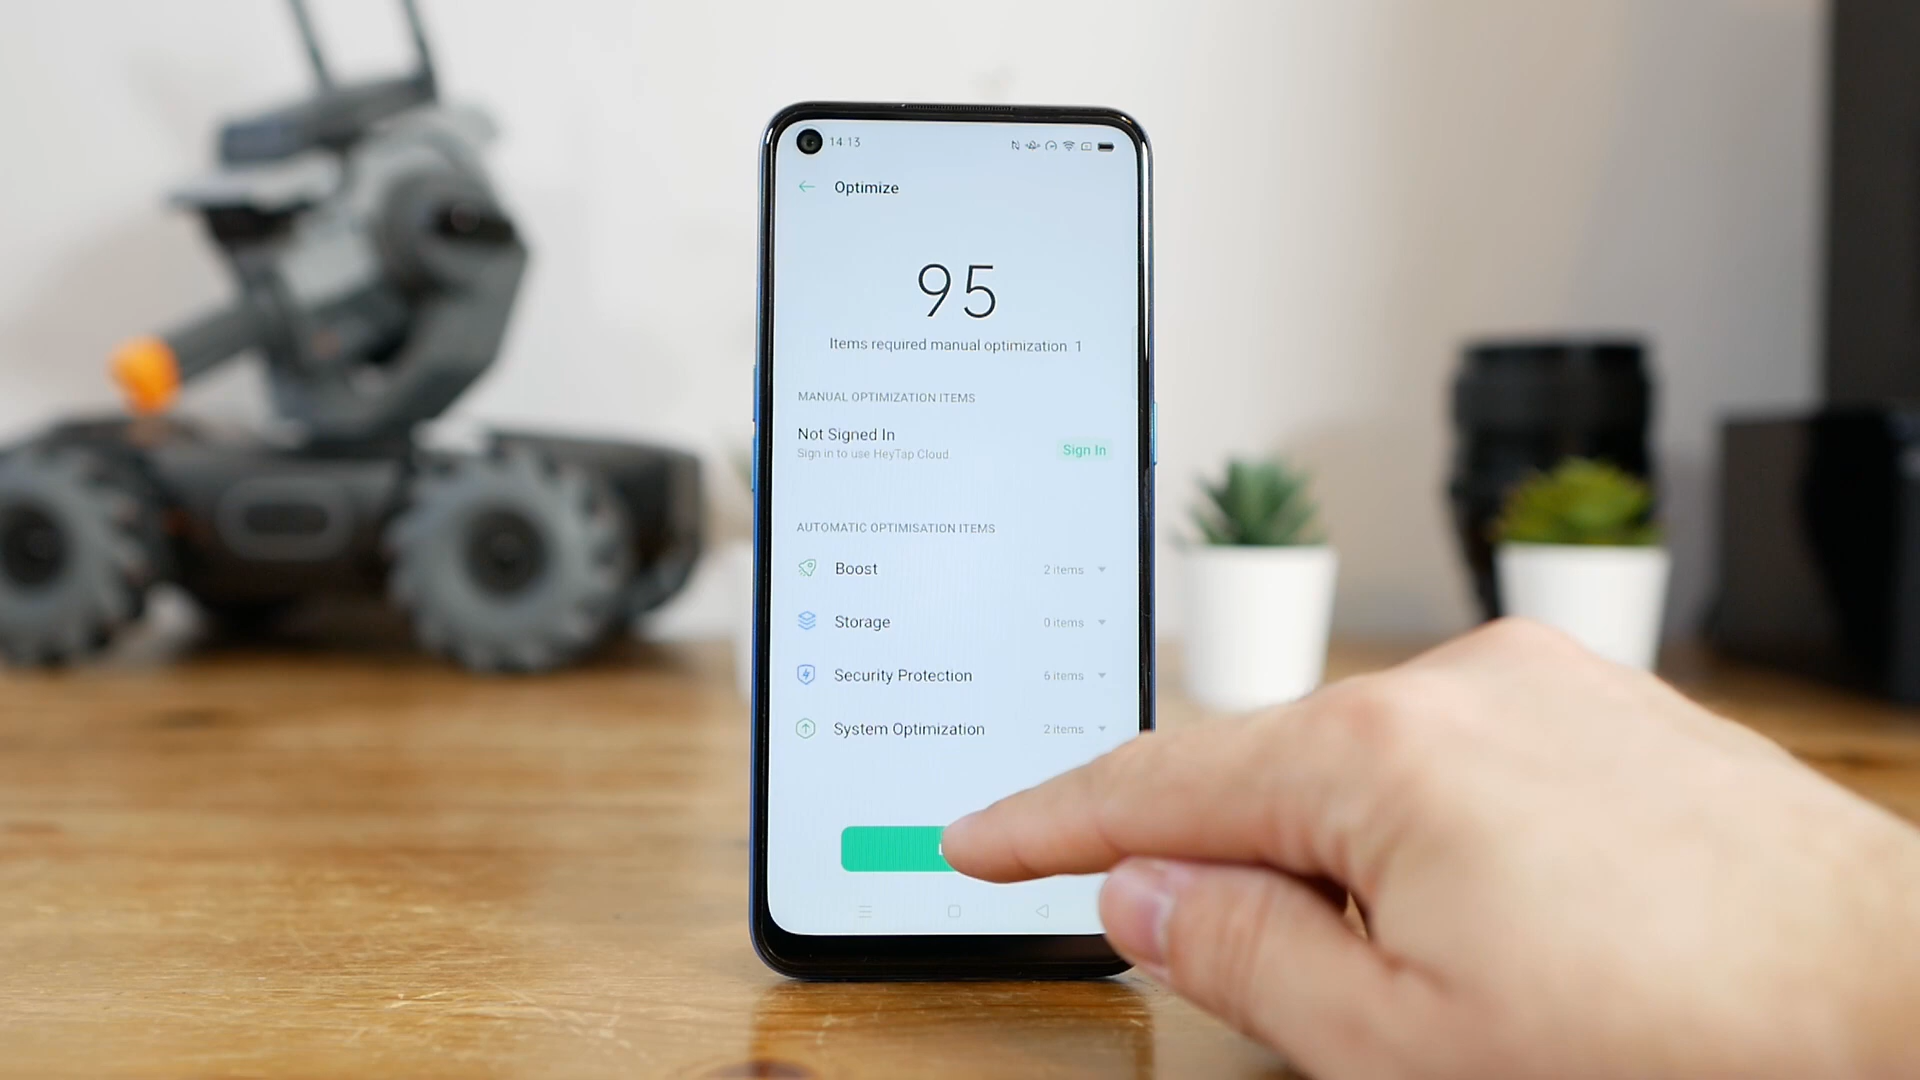 14:13
Optimize
95
Items required manual optimization 1
MANUAL OPTIMIZATION ITEMS
Not Signed In
Sign in to use HeyTap Cloud
Sign In
AUTOMATIC OPTIMISATION ITEMS
Boost 2 items
Storage 0 items
Security Protection 6 items
System Optimization 2 items